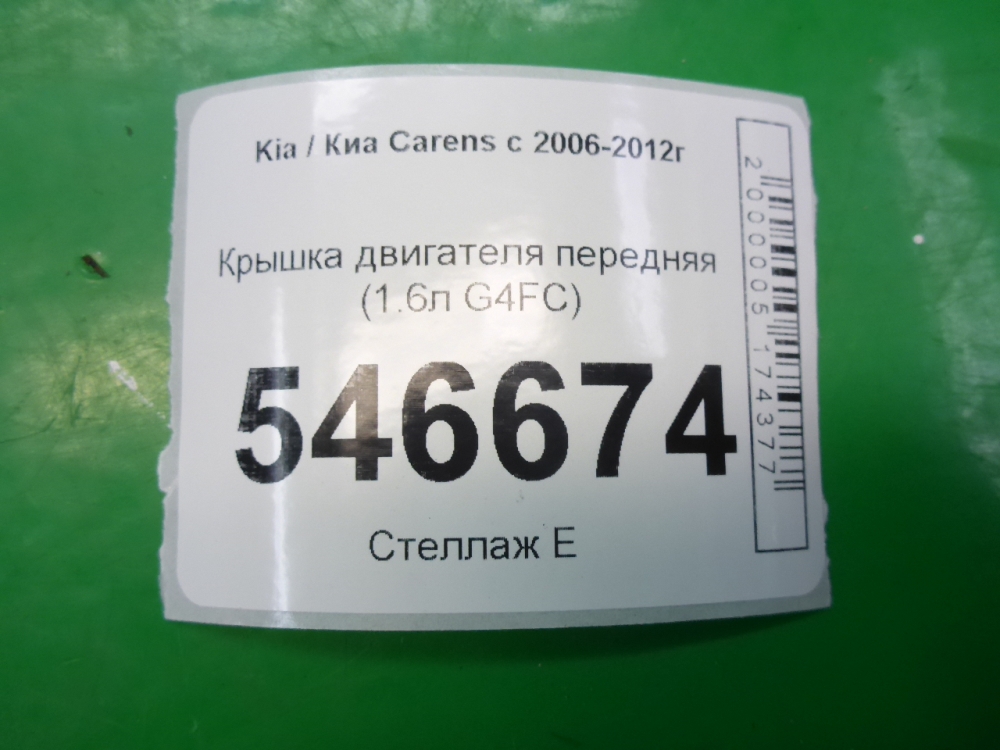 Kia / Киа Carens с 2006-2012г
Крышка двигателя передняя
(1.6л G4FC)
546674
Стеллаж Е
2000005174377